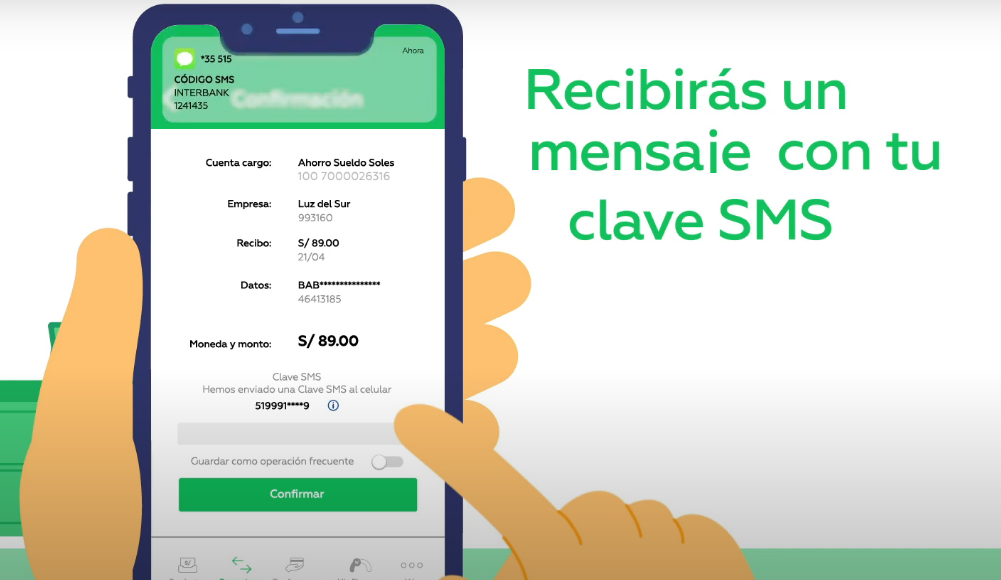 *35 515
Ahora
CÓDIGO SMS
INTERBANK
1241435
Confirmación
Cuenta cargo: Ahorro Sueldo Soles
100 7000026316
Empresa: Luz del Sur
993160
Recibo: S/ 89.00
21/04
Datos: BAB***************
46413185
Moneda y monto: S/ 89.00
Clave SMS
Hemos enviado una Clave SMS al celular
519991****9
Guardar como operación frecuente
Confirmar
S/
Recibirás un
mensaje con tu
clave SMS